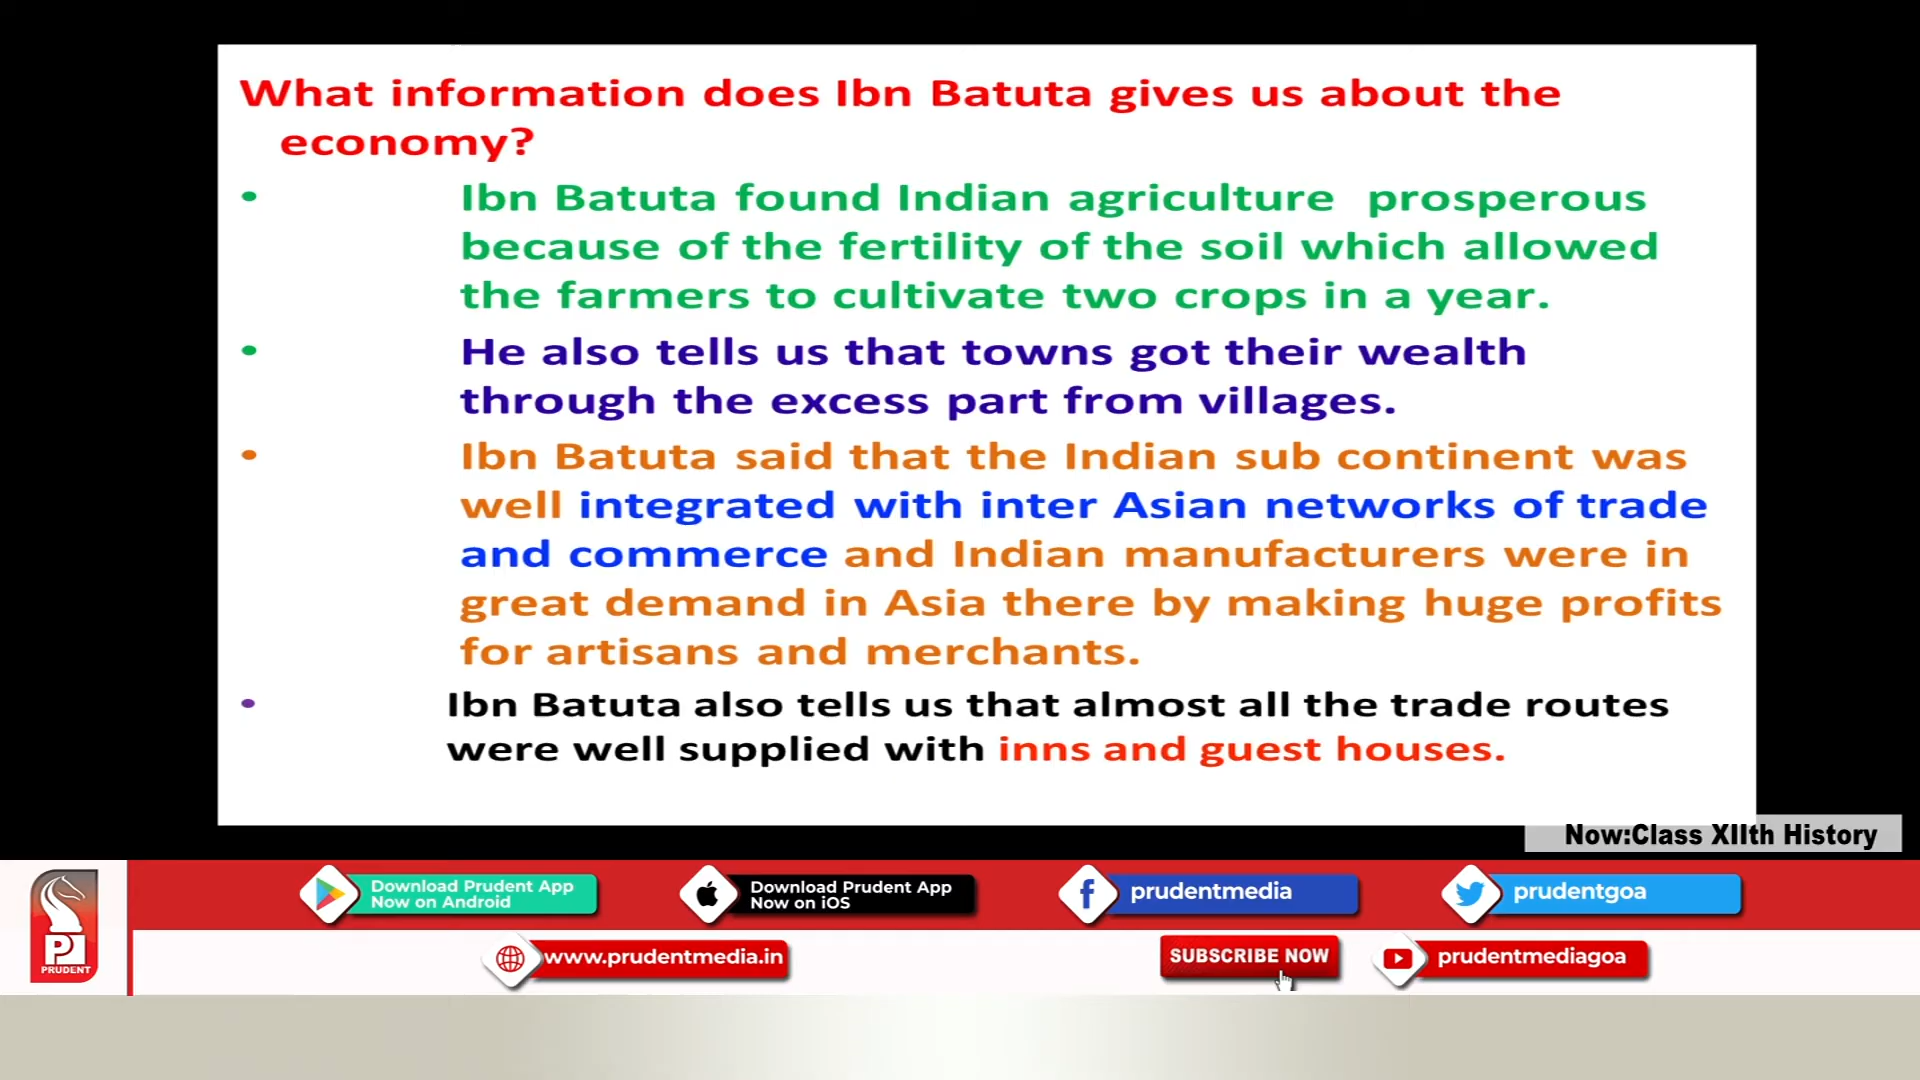 What information does Ibn Batuta gives us about the
economy?
• Ibn Batuta found Indian agriculture prosperous
because of the fertility of the soil which allowed
the farmers to cultivate two crops in a year.
• He also tells us that towns got their wealth
through the excess part from villages.
• Ibn Batuta said that the Indian sub continent was
well integrated with inter Asian networks of trade
and commerce and Indian manufacturers were in
great demand in Asia there by making huge profits
for artisans and merchants.
• Ibn Batuta also tells us that almost all the trade routes
were well supplied with inns and guest houses.
Now:Class XIIth History
Download Prudent App
Now on Android
Download Prudent App
Now on iOS
prudentmedia
prudentgoa
PRUDENT
www.prudentmedia.in
SUBSCRIBE NOW
prudentmediagoa